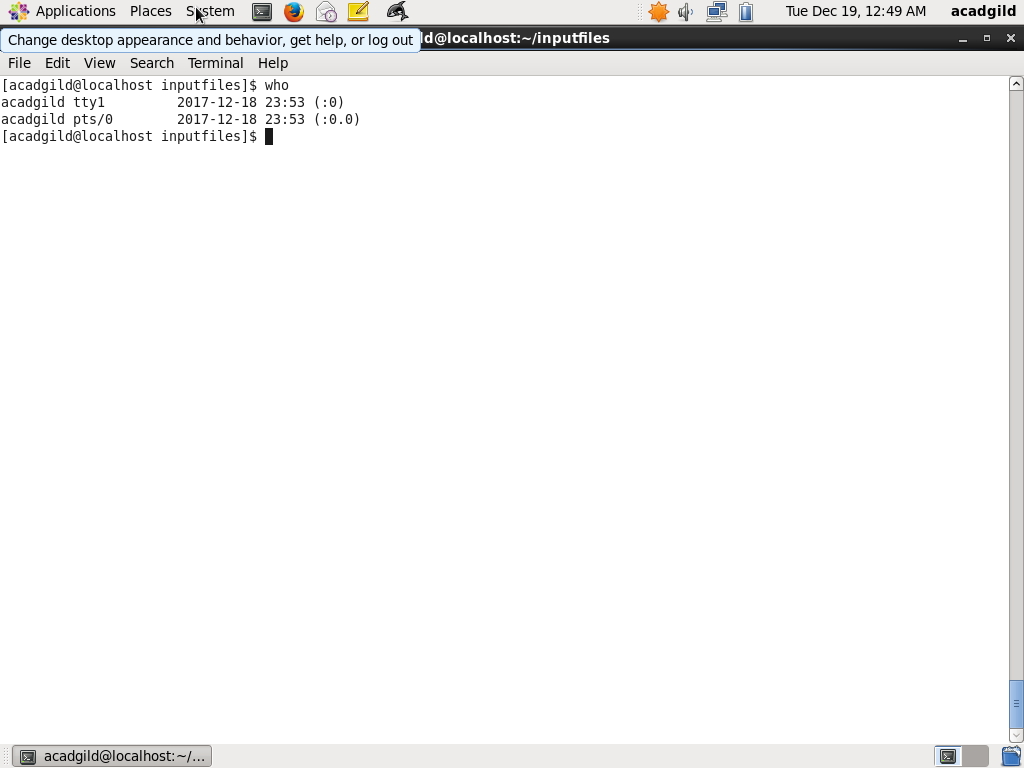 Applications Places System Tue Dec 19, 12:49 AM acadgild
Change desktop appearance and behavior, get help, or log out ld@localhost:~/inputfiles
File Edit View Search Terminal Help
[acadgild@localhost inputfiles]$ who
acadgild tty1         2017-12-18 23:53 (:0)
acadgild pts/0        2017-12-18 23:53 (:0.0)
[acadgild@localhost inputfiles]$
acadgild@localhost:~/...